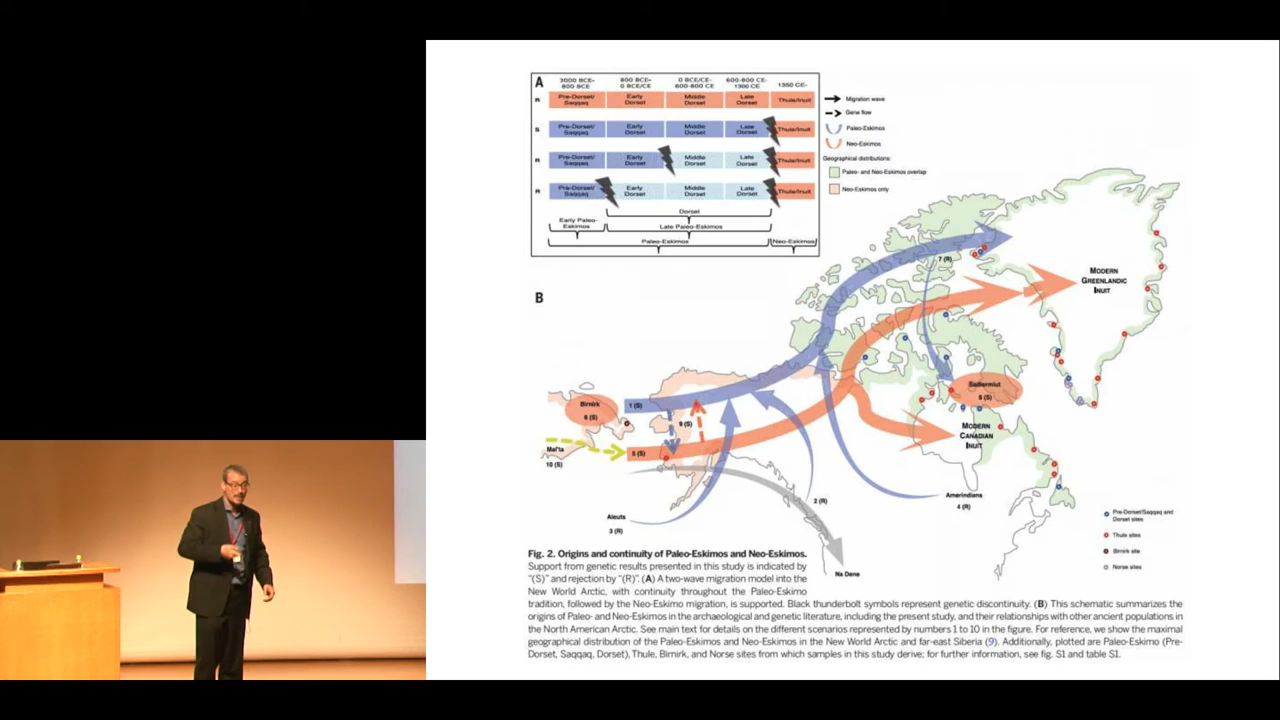 A
3000 BCE-
800 BCE
800 BCE-
0 BCE/CE
0 BCE/CE-
600-800 CE
600-800 CE-
1300 CE
1350 CE-
R
Pre-Dorset/
Saqqaq
Early
Dorset
Middle
Dorset
Late
Dorset
Thule/Inuit
S
Pre-Dorset/
Saqqaq
Early
Dorset
Middle
Dorset
Late
Dorset
Thule/Inuit
R
Pre-Dorset/
Saqqaq
Early
Dorset
Middle
Dorset
Late
Dorset
Thule/Inuit
R
Pre-Dorset/
Saqqaq
Early
Dorset
Middle
Dorset
Late
Dorset
Thule/Inuit
Dorset
Early Paleo-
Eskimos
Late Paleo-Eskimos
Paleo-Eskimos
Neo-Eskimos
Migration wave
Gene flow
Paleo-Eskimos
Neo-Eskimos
Geographical distributions:
Paleo- and Neo-Eskimos overlap
Neo-Eskimos only
B
7 (R)
MODERN
GREENLANDIC
INUIT
Birnirk
6 (S)
1 (S)
9 (S)
Mal'ta
10 (S)
5 (S)
Sadlermiut
8 (S)
MODERN
CANADIAN
INUIT
Amerindians
4 (R)
2 (R)
Aleuts
3 (R)
Na Dene
Pre-Dorset/Saqqaq and
Dorset sites
Thule sites
Birnirk site
Norse sites
Fig. 2. Origins and continuity of Paleo-Eskimos and Neo-Eskimos.
Support from genetic results presented in this study is indicated by
"(S)" and rejection by "(R)". (A) A two-wave migration model into the
New World Arctic, with continuity throughout the Paleo-Eskimo
tradition, followed by the Neo-Eskimo migration, is supported. Black thunderbolt symbols represent genetic discontinuity. (B) This schematic summarizes the
origins of Paleo- and Neo-Eskimos in the archaeological and genetic literature, including the present study, and their relationships with other ancient populations in
the North American Arctic. See main text for details on the different scenarios represented by numbers 1 to 10 in the figure. For reference, we show the maximal
geographical distribution of the Paleo-Eskimos and Neo-Eskimos in the New World Arctic and far-east Siberia (9). Additionally, plotted are Paleo-Eskimo (Pre-
Dorset, Saqqaq, Dorset), Thule, Birnirk, and Norse sites from which samples in this study derive; for further information, see fig. S1 and table S1.